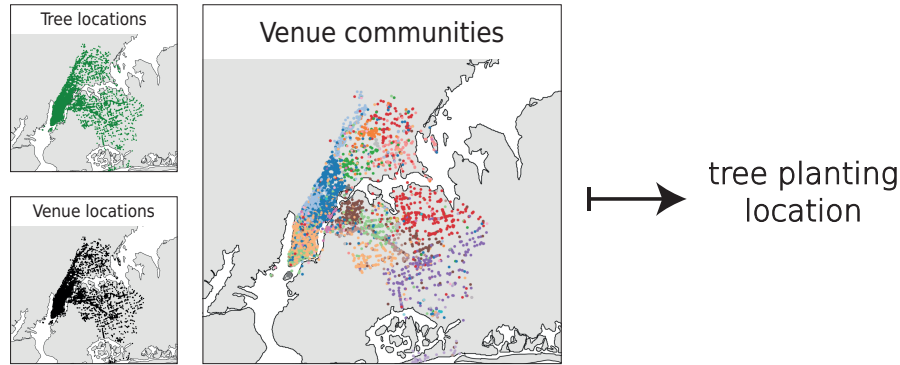 Tree locations
Venue locations
Venue communities
tree planting
location